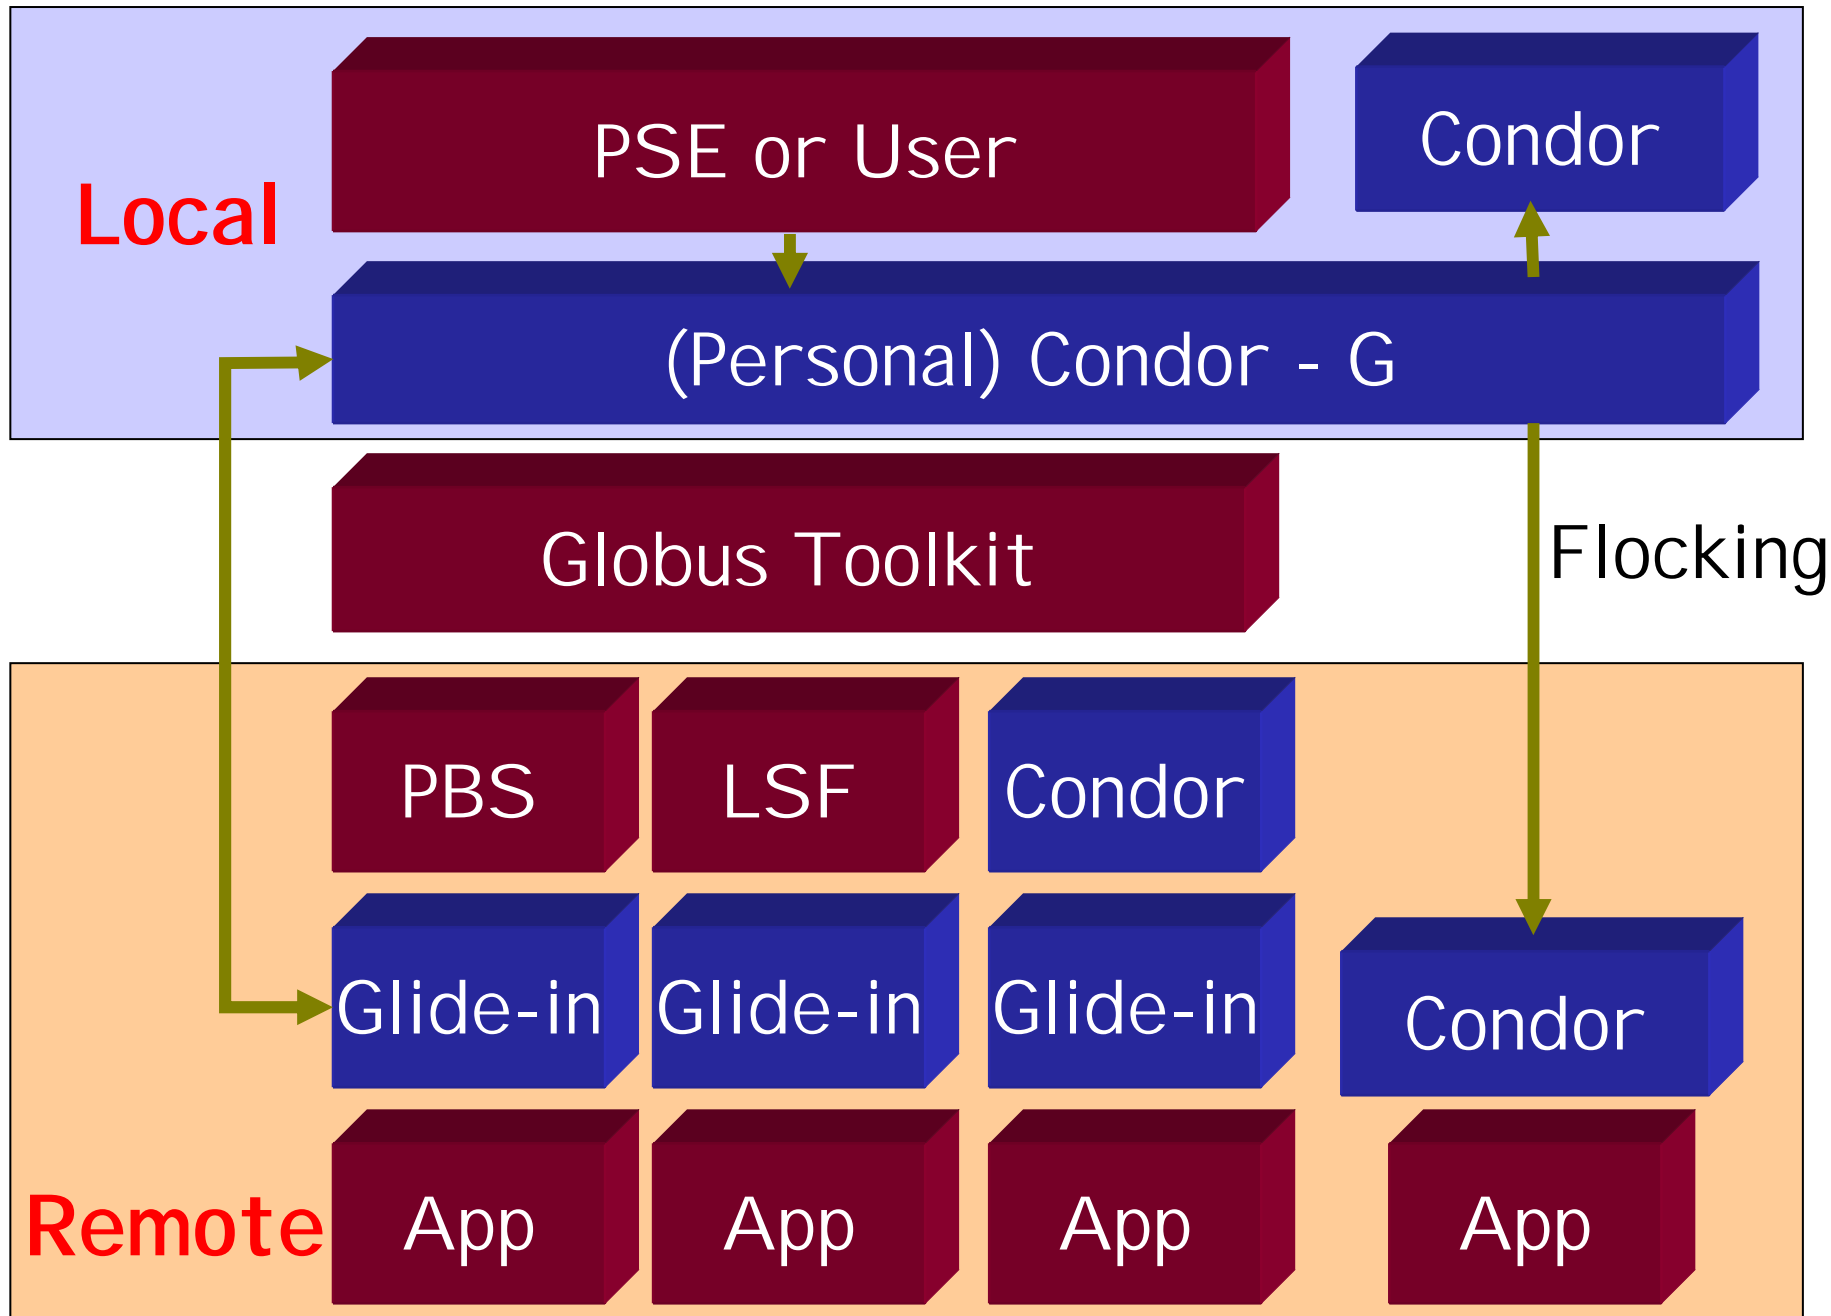 PSE or User
Condor
Local
(Personal) Condor - G
Globus Toolkit
Flocking
PBS
LSF
Condor
Glide-in
Glide-in
Glide-in
Condor
Remote
App
App
App
App